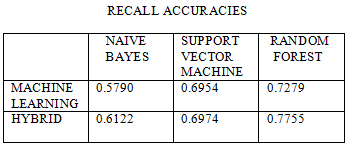 RECALL ACCURACIES
NAIVE BAYES SUPPORT VECTOR MACHINE RANDOM FOREST
MACHINE LEARNING 0.5790 0.6954 0.7279
HYBRID 0.6122 0.6974 0.7755